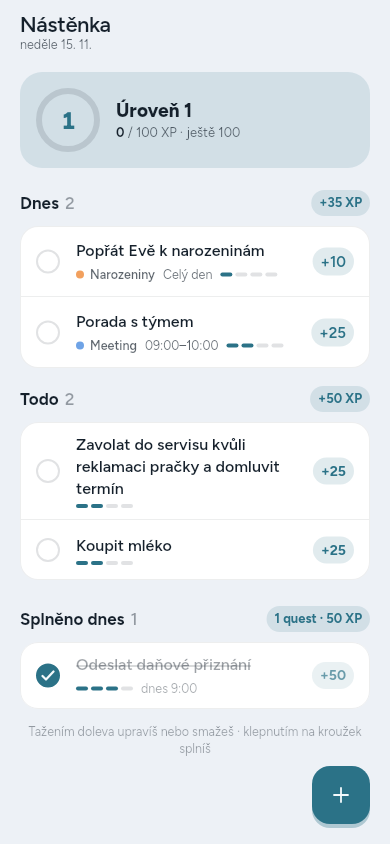 Nástěnka
neděle 15. 11.
1
Úroveň 1
0 / 100 XP · ještě 100
Dnes 2
+35 XP
Popřát Evě k narozeninám
Narozeniny Celý den
+10
Porada s týmem
Meeting 09:00–10:00
+25
Todo 2
+50 XP
Zavolat do servisu kvůli
reklamaci pračky a domluvit
termín
+25
Koupit mléko
+25
Splněno dnes 1
1 quest · 50 XP
Odeslat daňové přiznání
dnes 9:00
+50
Tažením doleva upravíš nebo smažeš · klepnutím na kroužek
splníš
+